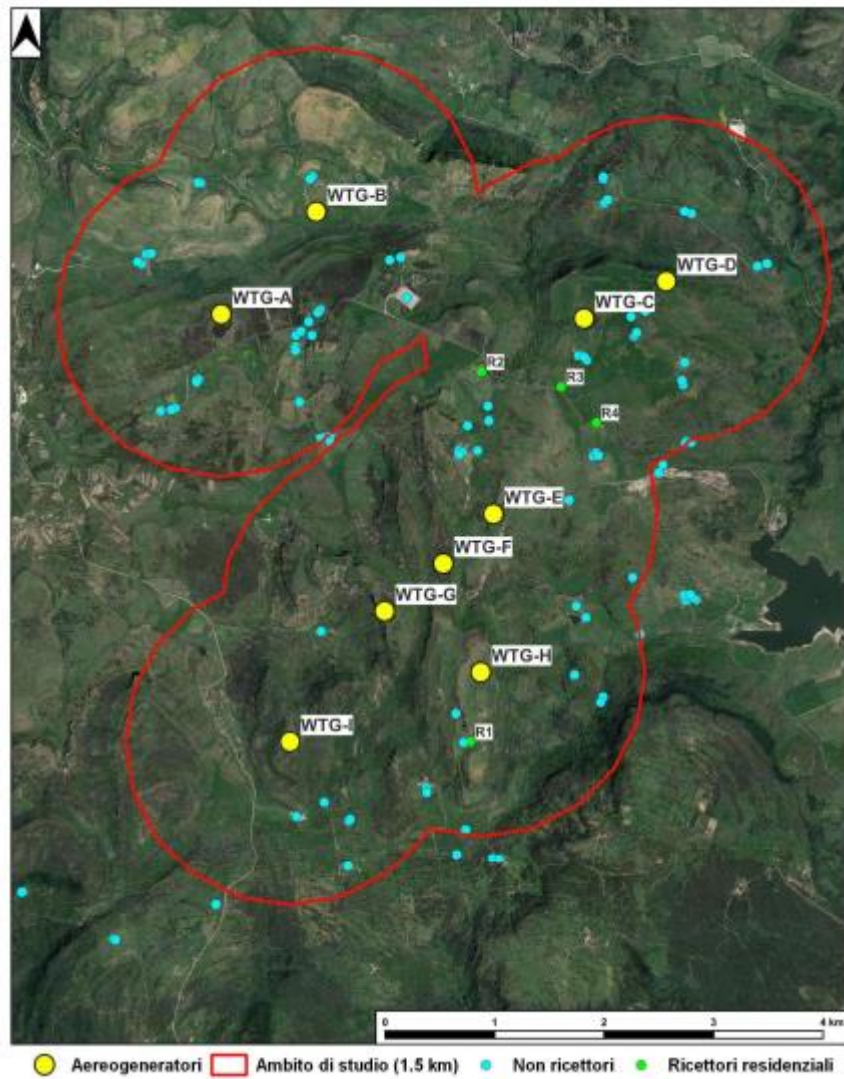 WTG-B
WTG-D
WTG-A
WTG-C
R2
R3
R4
WTG-E
WTG-F
WTG-G
WTG-H
WTG-I
R1
0 1 2 3 4 km
Aereogeneratori Ambito di studio (1.5 km) Non ricettori Ricettori residenziali